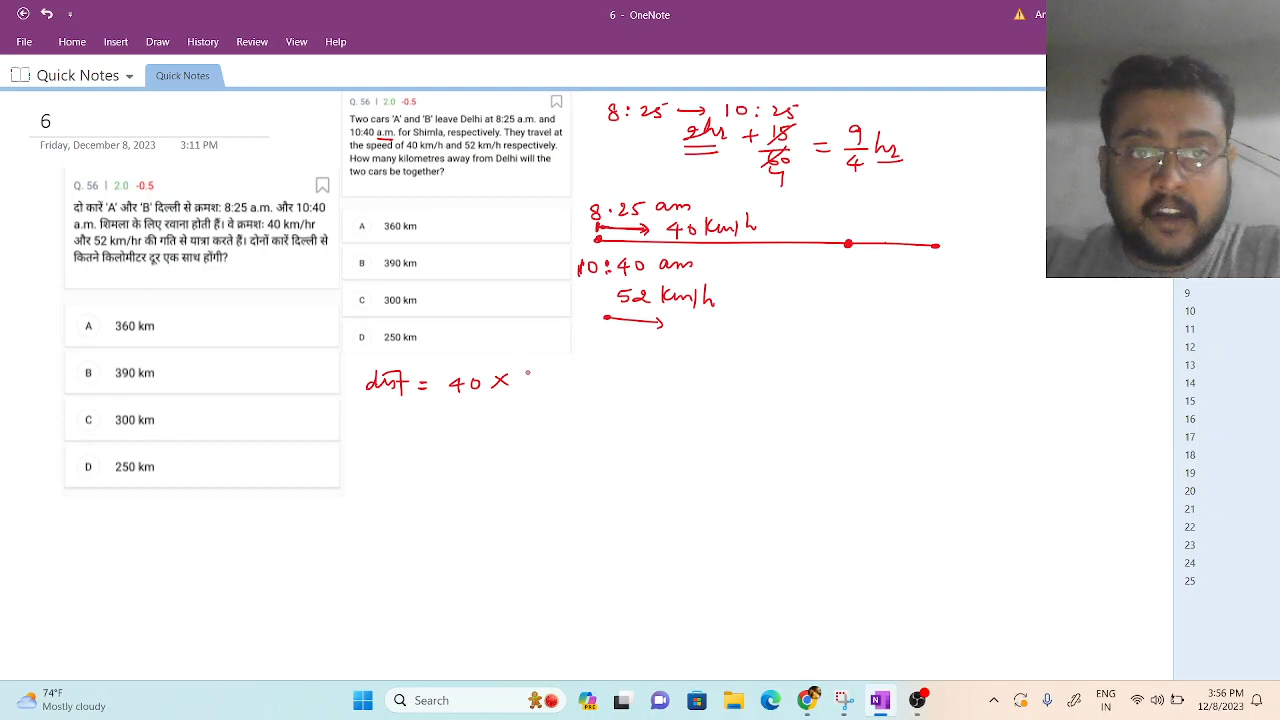 6 - OneNote
File Home Insert Draw History Review View Help
Quick Notes
Quick Notes
6
Friday, December 8, 2023 3:11 PM
Q. 56 | 2.0 -0.5
दो कारें 'A' और 'B' दिल्ली से क्रमश: 8:25 a.m. और 10:40
a.m. शिमला के लिए रवाना होती हैं। वे क्रमश: 40 km/hr
और 52 km/hr की गति से यात्रा करते हैं। दोनों कारें दिल्ली से
कितने किलोमीटर दूर एक साथ होंगी?
A 360 km
B 390 km
C 300 km
D 250 km
Q. 56 | 2.0 -0.5
Two cars 'A' and 'B' leave Delhi at 8:25 a.m. and
10:40 a.m. for Shimla, respectively. They travel at
the speed of 40 km/h and 52 km/h respectively.
How many kilometres away from Delhi will the
two cars be together?
A 360 km
B 390 km
C 300 km
D 250 km
8:25 → 10:25
2hr + 15/60 = 9/4 hr
4
8.25 am
40 km/h
10:40 am
52 km/h
dist = 40 ×
9
10
11
12
13
14
15
16
17
18
19
20
21
22
23
24
25
74°F
Mostly cloudy
Search
ENG
IN
3:56 PM
12/8/2023